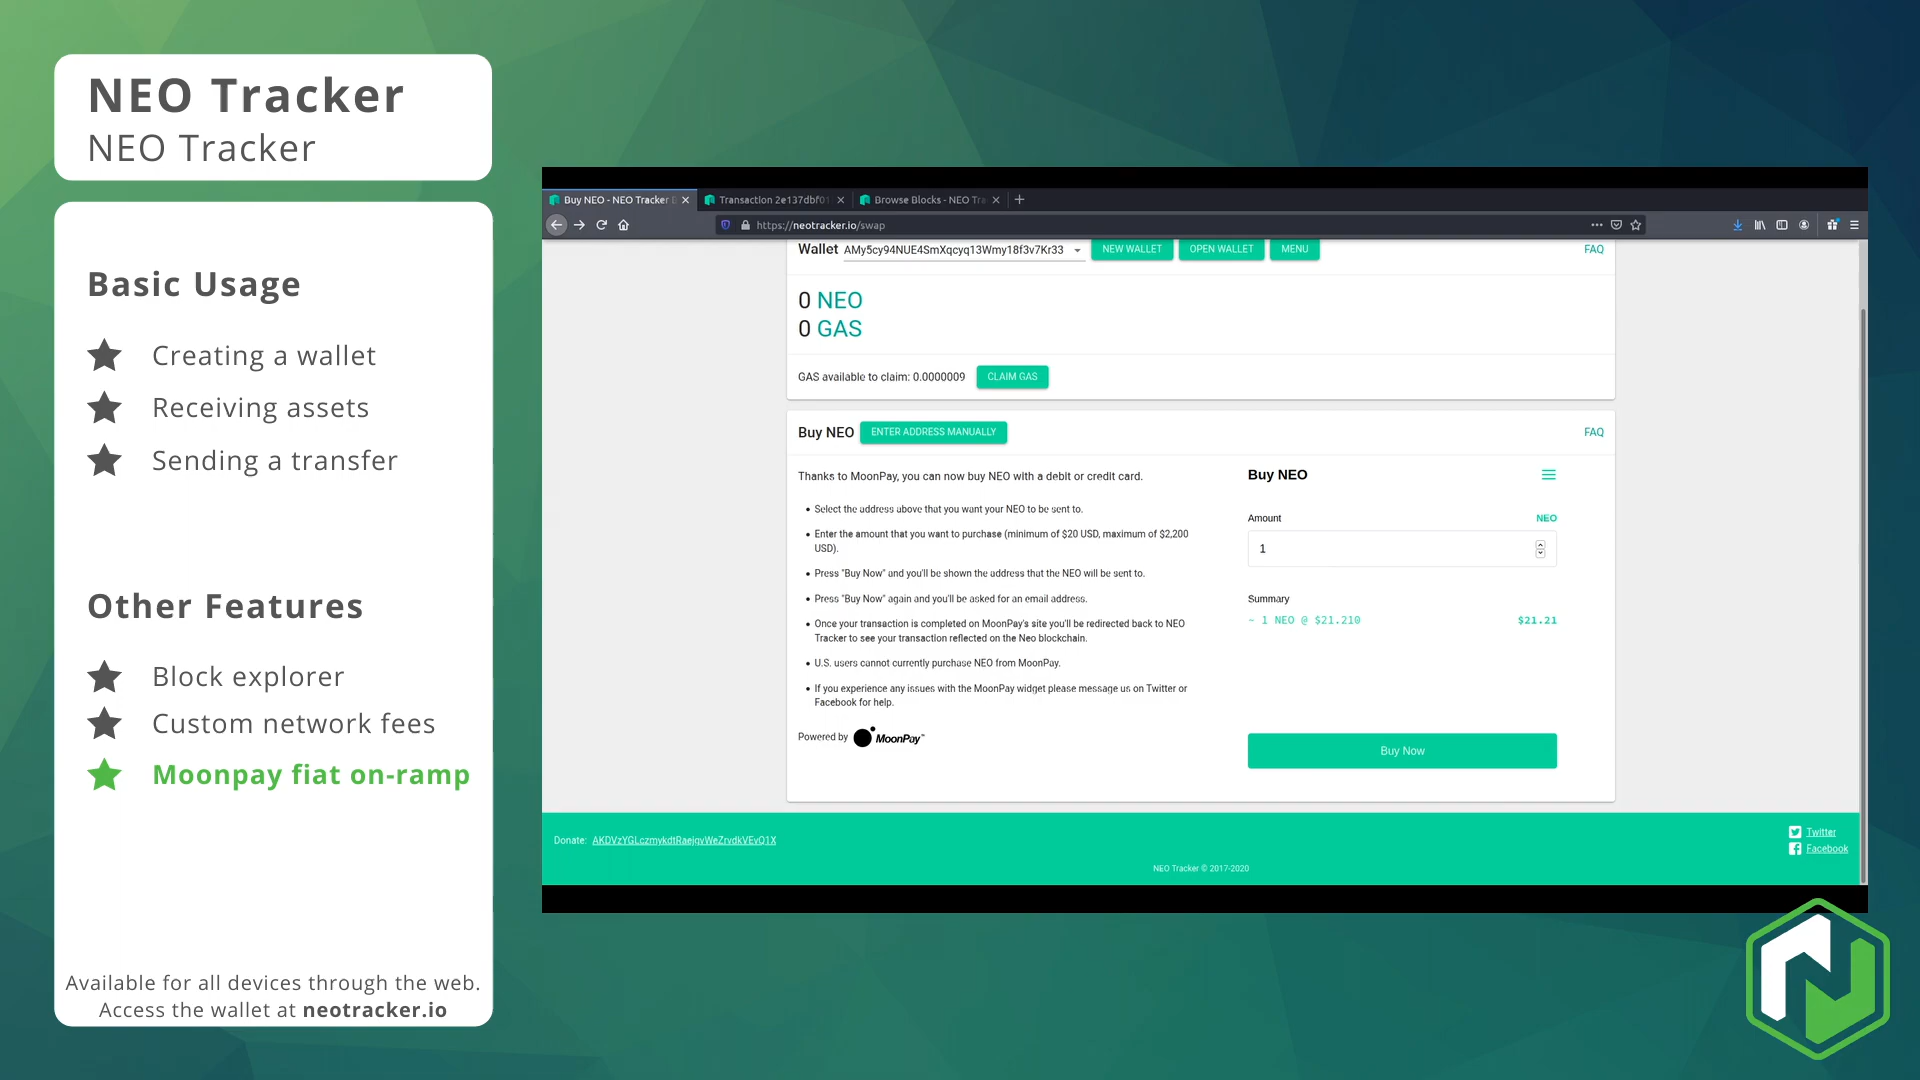 NEO Tracker
NEO Tracker
Basic Usage
Creating a wallet
Receiving assets
Sending a transfer
Other Features
Block explorer
Custom network fees
Moonpay fiat on-ramp
Available for all devices through the web.
Access the wallet at neotracker.io
Buy NEO - NEO Tracker
Transaction 2e137dbf01
Browse Blocks - NEO Tra
https://neotracker.io/swap
Wallet AMy5cy94NUE4SmXqcyq13Wmy18f3v7Kr33 NEW WALLET OPEN WALLET MENU FAQ
0 NEO
0 GAS
GAS available to claim: 0.0000009 CLAIM GAS
Buy NEO ENTER ADDRESS MANUALLY FAQ
Thanks to MoonPay, you can now buy NEO with a debit or credit card.
• Select the address above that you want your NEO to be sent to.
• Enter the amount that you want to purchase (minimum of $20 USD, maximum of $2,200
USD).
• Press "Buy Now" and you'll be shown the address that the NEO will be sent to.
• Press "Buy Now" again and you'll be asked for an email address.
• Once your transaction is completed on MoonPay's site you'll be redirected back to NEO
Tracker to see your transaction reflected on the Neo blockchain.
• U.S. users cannot currently purchase NEO from MoonPay.
• If you experience any issues with the MoonPay widget please message us on Twitter or
Facebook for help.
Powered by MoonPay™
Buy NEO
Amount NEO
1
Summary
~ 1 NEO @ $21.210 $21.21
Buy Now
Donate: AKDVzYGLczmykdtRaejgvWeZrvdkVEvQ1X
Twitter
Facebook
NEO Tracker © 2017-2020